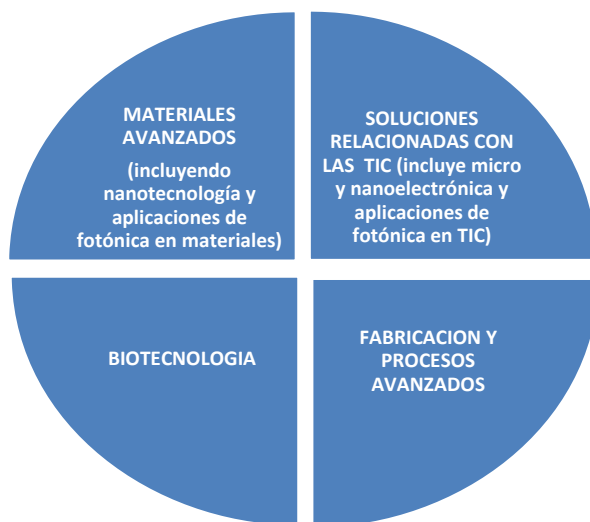 MATERIALES
AVANZADOS
(incluyendo
nanotecnología y
aplicaciones de
fotónica en materiales)
SOLUCIONES
RELACIONADAS CON
LAS TIC (incluye micro
y nanoelectrónica y
aplicaciones de
fotónica en TIC)
BIOTECNOLOGIA
FABRICACION Y
PROCESOS
AVANZADOS